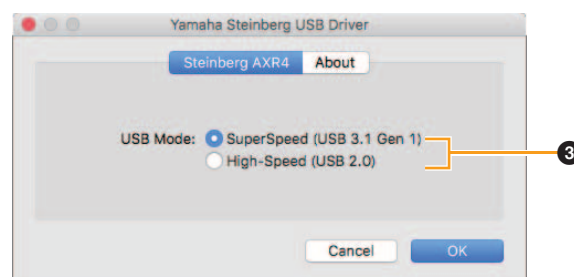 Yamaha Steinberg USB Driver
Steinberg AXR4 About
USB Mode: SuperSpeed (USB 3.1 Gen 1)
High-Speed (USB 2.0)
3
Cancel OK